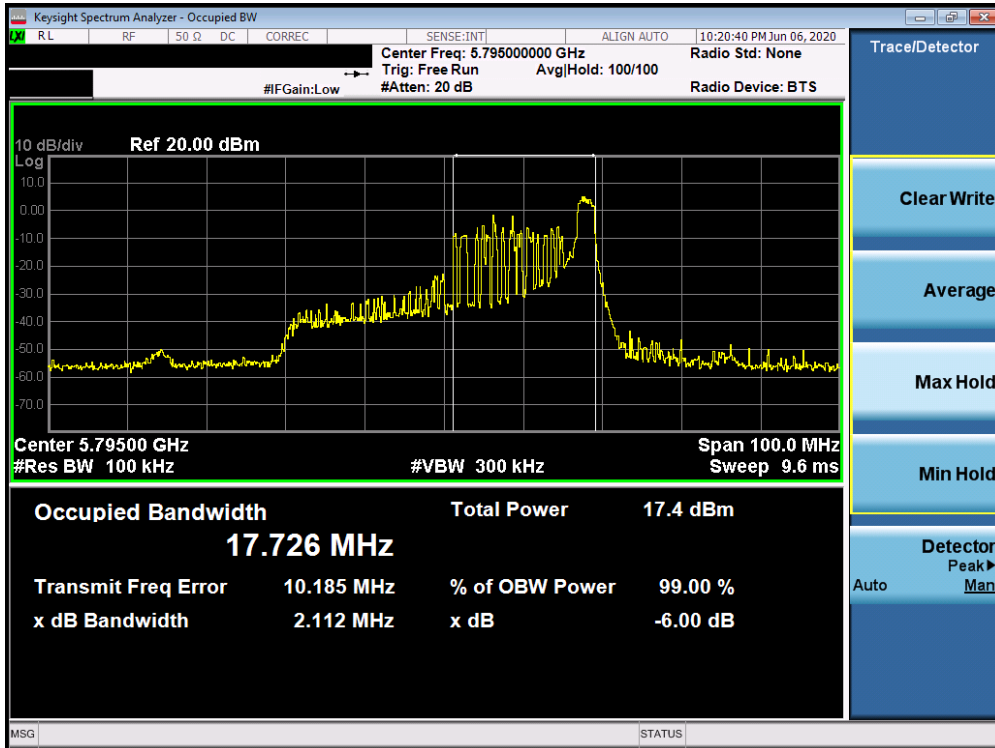 Keysight Spectrum Analyzer - Occupied BW
LXI RL RF 50 Ω DC CORREC SENSE:INT ALIGN AUTO 10:20:40 PM Jun 06, 2020
Center Freq: 5.795000000 GHz Radio Std: None
Trig: Free Run Avg|Hold: 100/100
#IFGain:Low #Atten: 20 dB Radio Device: BTS
Trace/Detector
10 dB/div Ref 20.00 dBm
Log
10.0
0.00
-10.0
-20.0
-30.0
-40.0
-50.0
-60.0
-70.0
Center 5.79500 GHz Span 100.0 MHz
#Res BW 100 kHz #VBW 300 kHz Sweep 9.6 ms
Occupied Bandwidth Total Power 17.4 dBm
17.726 MHz
Transmit Freq Error 10.185 MHz % of OBW Power 99.00 %
x dB Bandwidth 2.112 MHz x dB -6.00 dB
Clear Write
Average
Max Hold
Min Hold
Detector
Peak▶
Auto Man
MSG STATUS